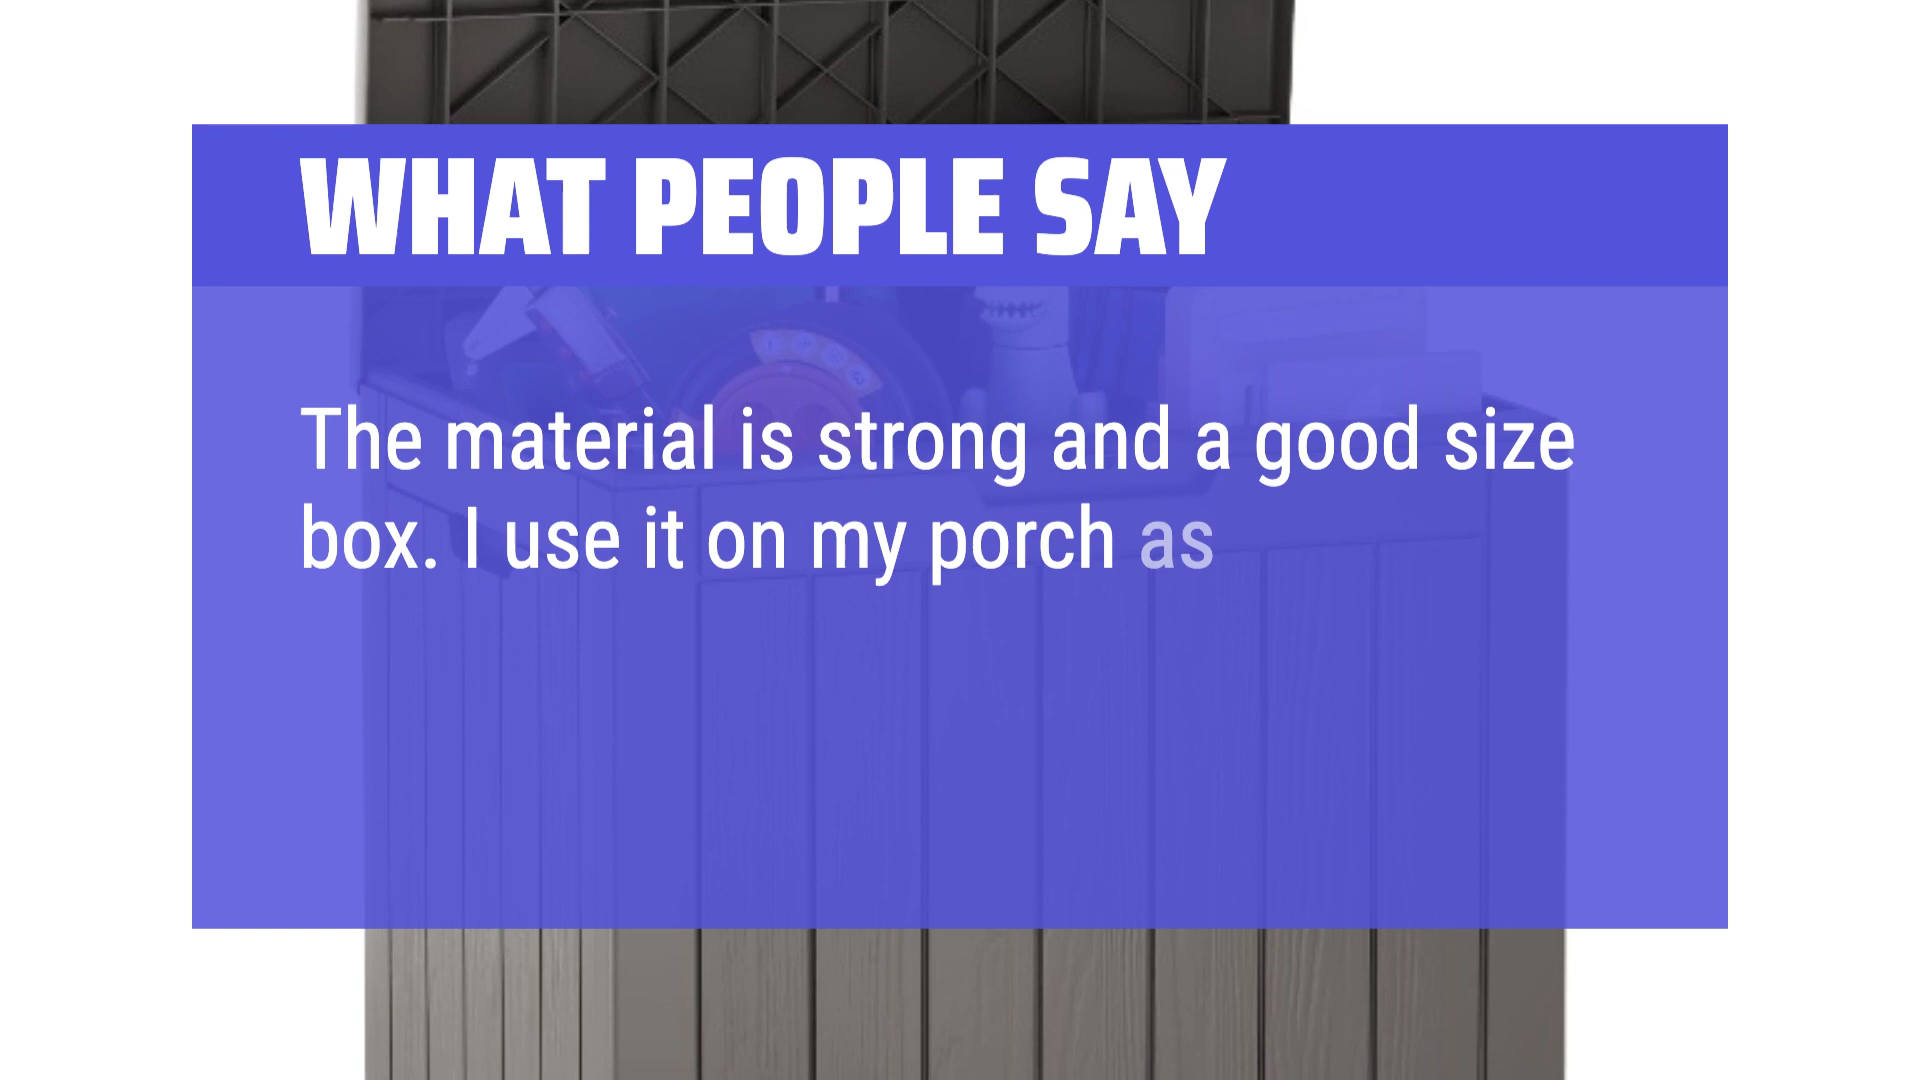 WHAT PEOPLE SAY
The material is strong and a good size
box. I use it on my porch as